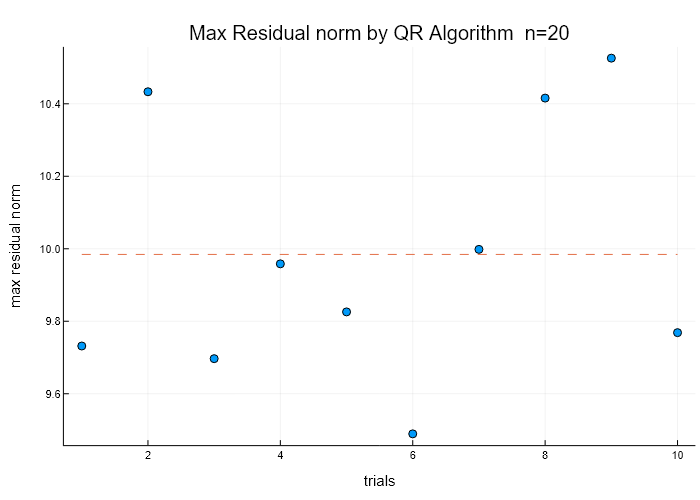 Max Residual norm by QR Algorithm  n=20
max residual norm
10.4
10.2
10.0
9.8
9.6
2 4 6 8 10
trials